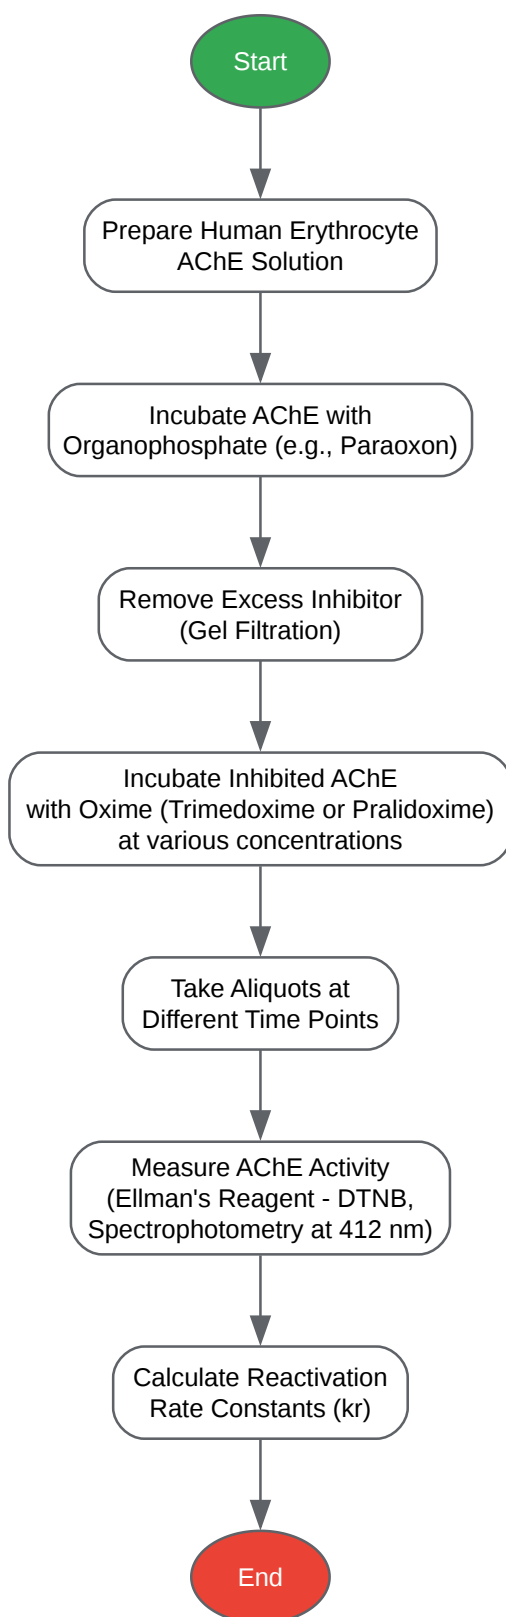 Start
Prepare Human Erythrocyte
AChE Solution
Incubate AChE with
Organophosphate (e.g., Paraoxon)
Remove Excess Inhibitor
(Gel Filtration)
Incubate Inhibited AChE
with Oxime (Trimedoxime or Pralidoxime)
at various concentrations
Take Aliquots at
Different Time Points
Measure AChE Activity
(Ellman's Reagent - DTNB,
Spectrophotometry at 412 nm)
Calculate Reactivation
Rate Constants (kr)
End